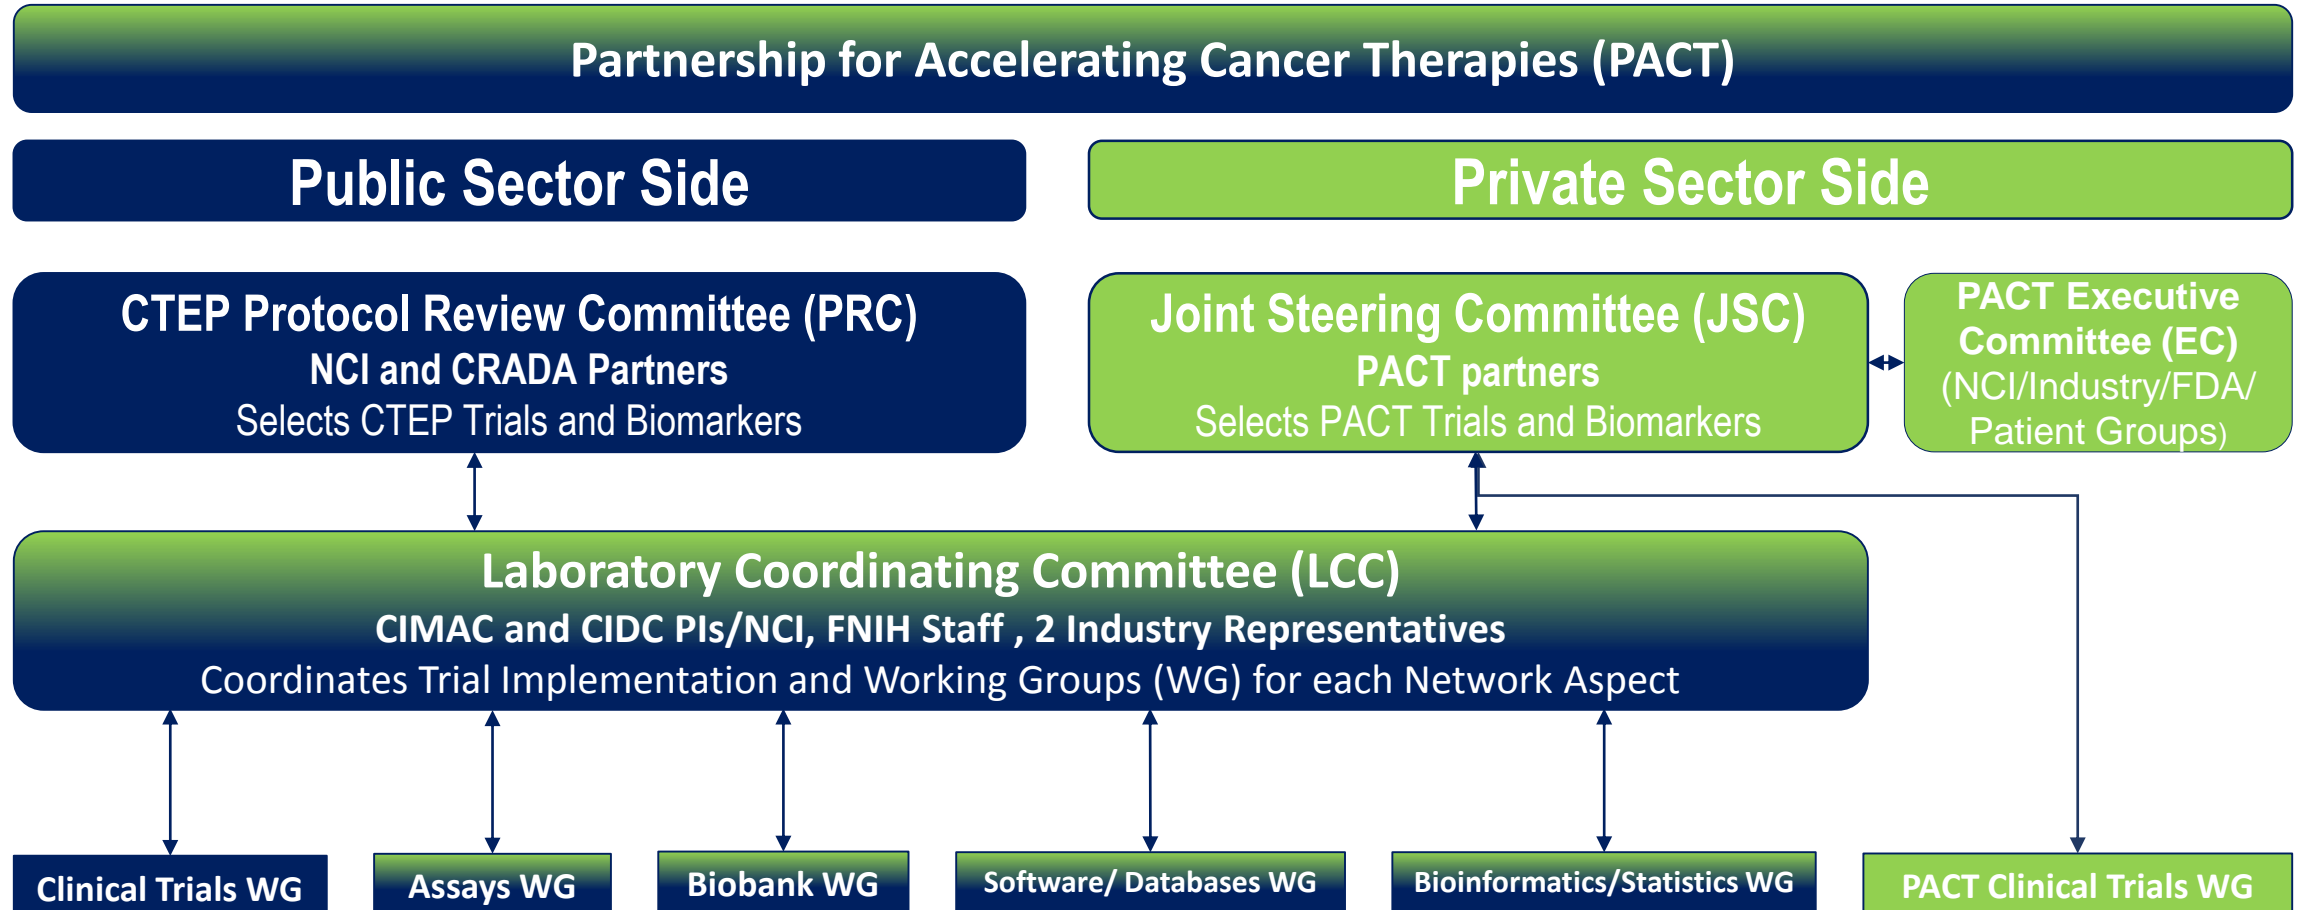 Partnership for Accelerating Cancer Therapies (PACT)
Public Sector Side
Private Sector Side
CTEP Protocol Review Committee (PRC)
NCI and CRADA Partners
Selects CTEP Trials and Biomarkers
Joint Steering Committee (JSC)
PACT partners
Selects PACT Trials and Biomarkers
PACT Executive
Committee (EC)
(NCI/Industry/FDA/
Patient Groups)
Laboratory Coordinating Committee (LCC)
CIMAC and CIDC PIs/NCI, FNIH Staff , 2 Industry Representatives
Coordinates Trial Implementation and Working Groups (WG) for each Network Aspect
Clinical Trials WG
Assays WG
Biobank WG
Software/ Databases WG
Bioinformatics/Statistics WG
PACT Clinical Trials WG